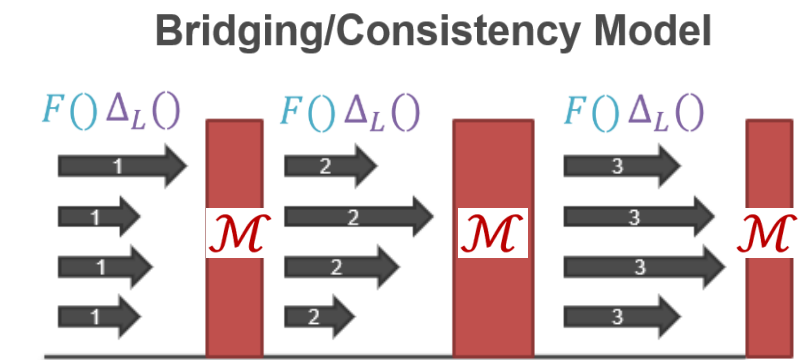 Bridging/Consistency Model
F() Δ_L() F() Δ_L() F() Δ_L()
1 2 3
1 2 3
ℳ ℳ ℳ
1 2 3
1 2 3